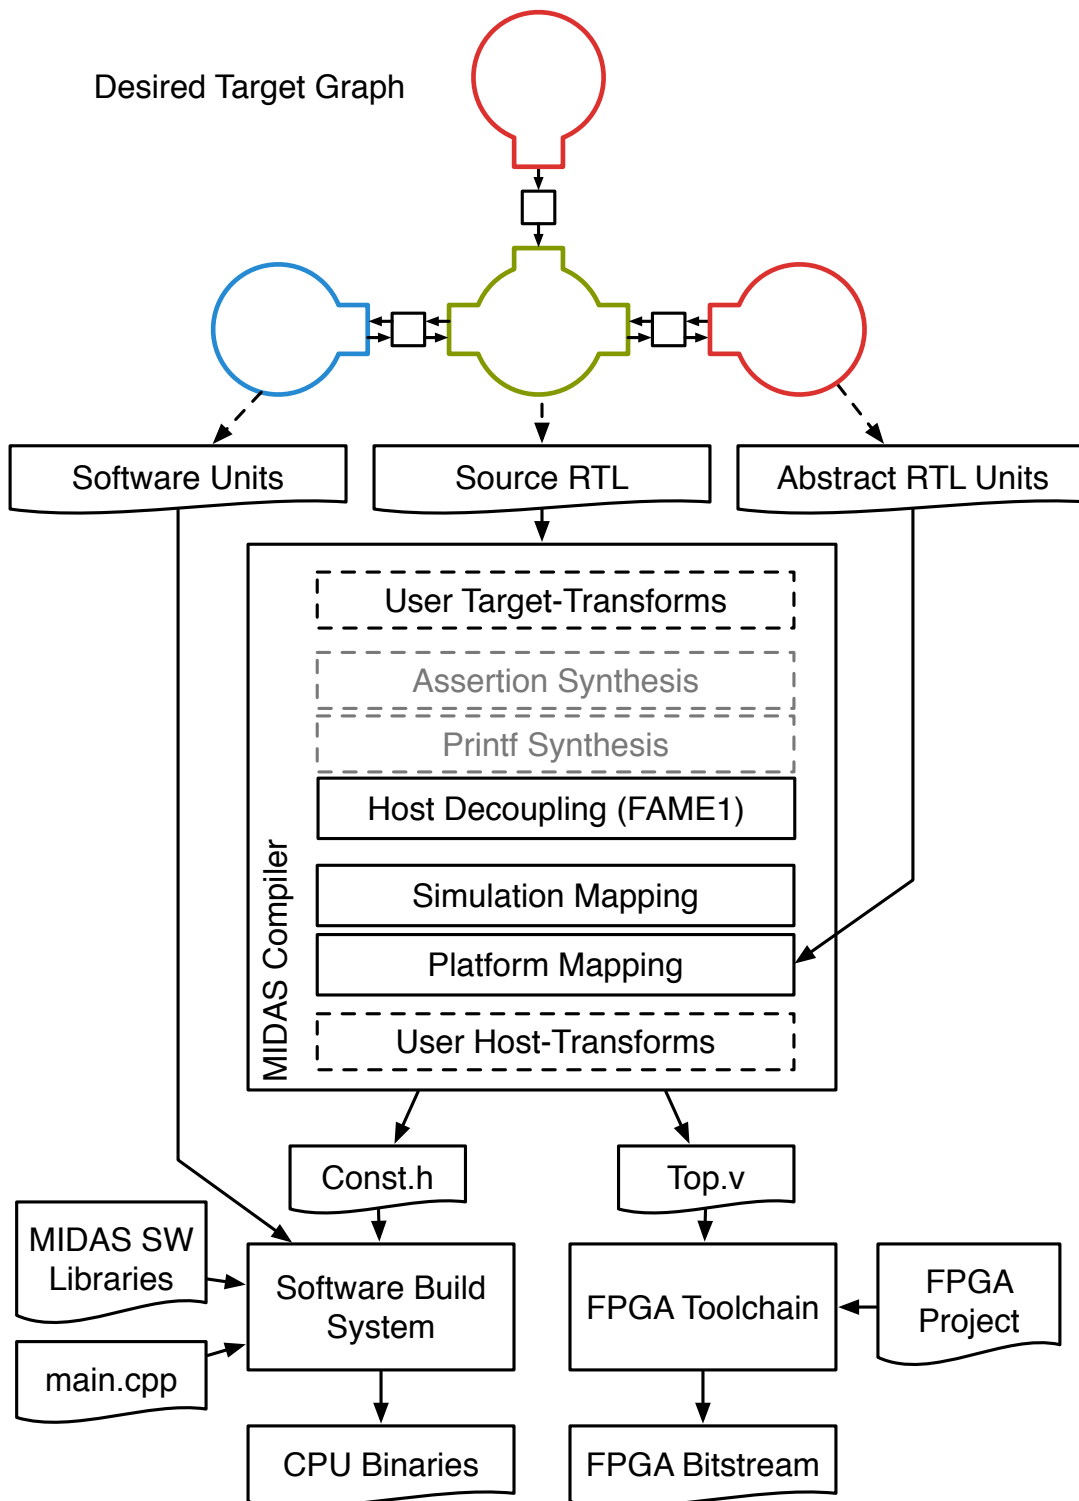 Desired Target Graph
Software Units
Source RTL
Abstract RTL Units
MIDAS Compiler
User Target-Transforms
Assertion Synthesis
Printf Synthesis
Host Decoupling (FAME1)
Simulation Mapping
Platform Mapping
User Host-Transforms
Const.h
Top.v
MIDAS SW
Libraries
main.cpp
Software Build
System
FPGA Toolchain
FPGA
Project
CPU Binaries
FPGA Bitstream